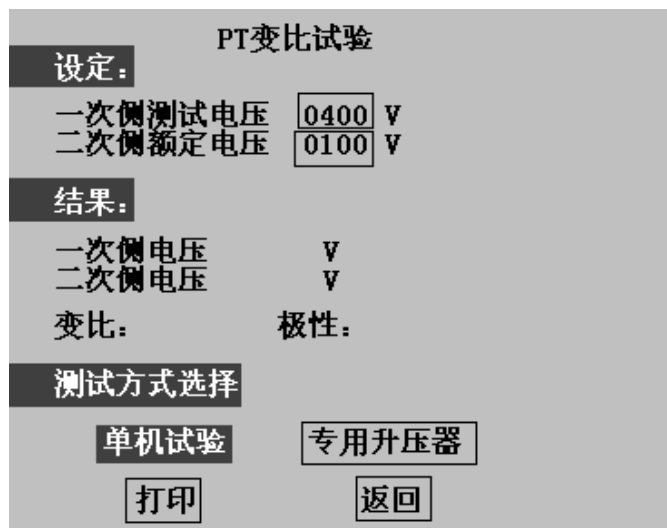 PT变比试验
设定：
一次侧测试电压 0400 V
二次侧额定电压 0100 V
结果：
一次侧电压 V
二次侧电压 V
变比： 极性：
测试方式选择
单机试验 专用升压器
打印 返回